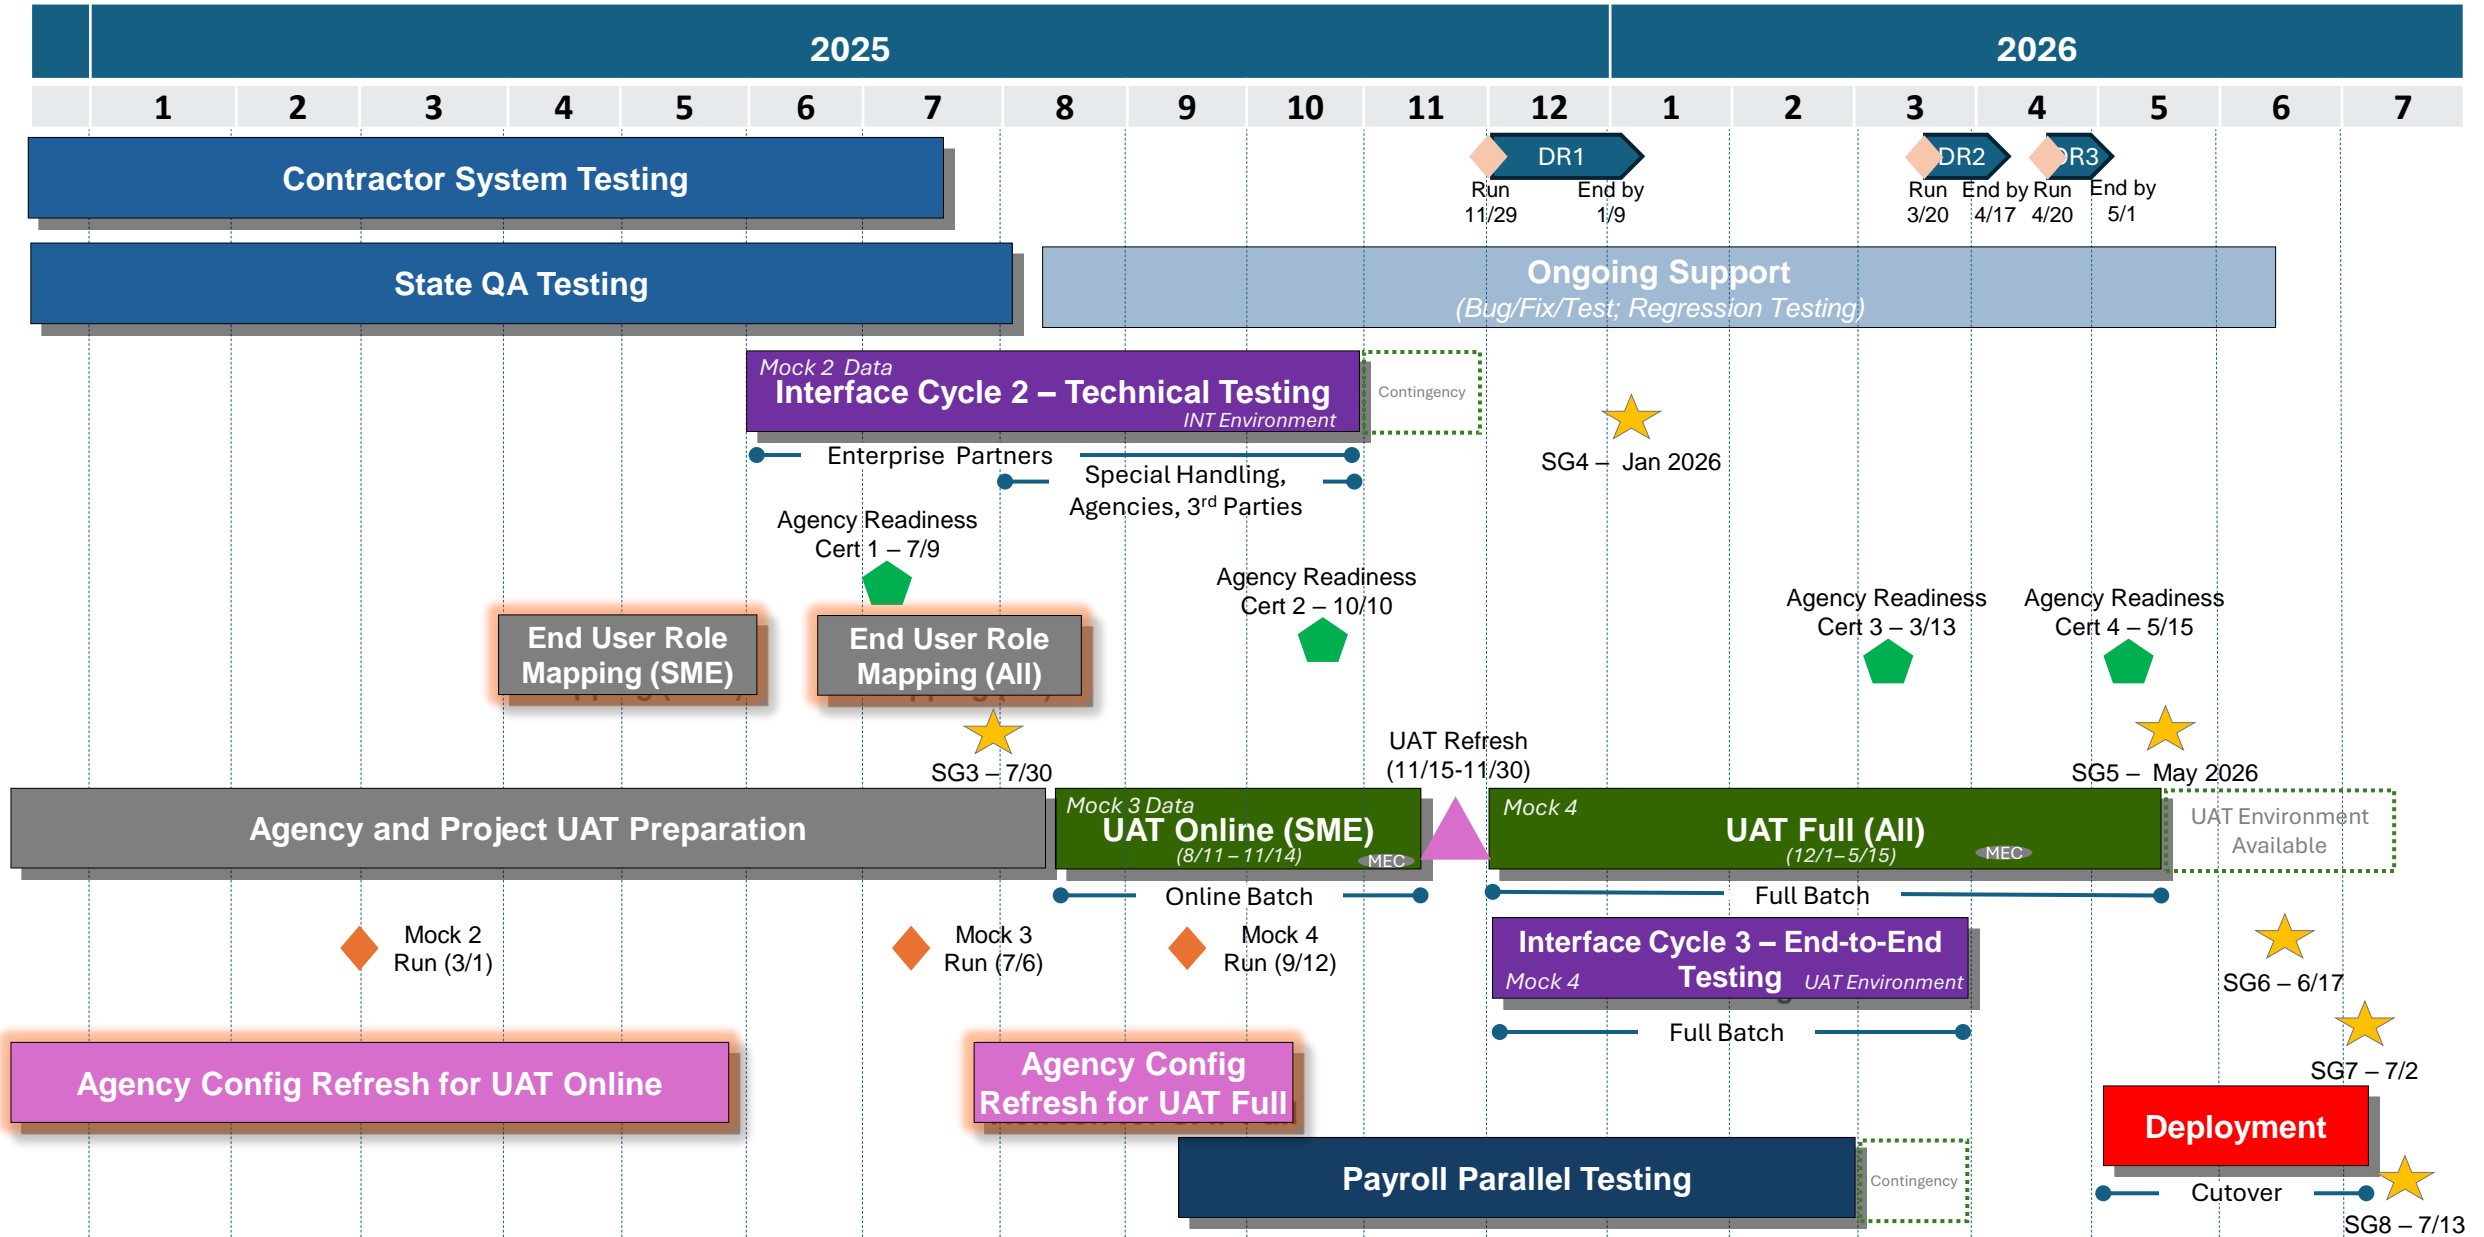 2025
2026
1 2 3 4 5 6 7 8 9 10 11 12 1 2 3 4 5 6 7
Contractor System Testing
DR1
DR2
DR3
Run
11/29
End by
1/9
Run
3/20
End by
4/17
Run
4/20
End by
5/1
State QA Testing
Ongoing Support
(Bug/Fix/Test; Regression Testing)
Mock 2 Data
Interface Cycle 2 – Technical Testing
INT Environment
Contingency
Enterprise Partners
Special Handling,
Agencies, 3rd Parties
SG4 – Jan 2026
Agency Readiness
Cert 1 – 7/9
Agency Readiness
Cert 2 – 10/10
Agency Readiness
Cert 3 – 3/13
Agency Readiness
Cert 4 – 5/15
End User Role
Mapping (SME)
End User Role
Mapping (All)
SG3 – 7/30
UAT Refresh
(11/15-11/30)
SG5 – May 2026
Agency and Project UAT Preparation
Mock 3 Data
UAT Online (SME)
(8/11 – 11/14)
MEC
Mock 4
UAT Full (All)
(12/1– 5/15)
MEC
UAT Environment
Available
Online Batch
Full Batch
Mock 2
Run (3/1)
Mock 3
Run (7/6)
Mock 4
Run (9/12)
Interface Cycle 3 – End-to-End
Testing
Mock 4
UAT Environment
Full Batch
SG6 – 6/17
SG7 – 7/2
Agency Config Refresh for UAT Online
Agency Config
Refresh for UAT Full
Deployment
Payroll Parallel Testing
Contingency
Cutover
SG8 – 7/13